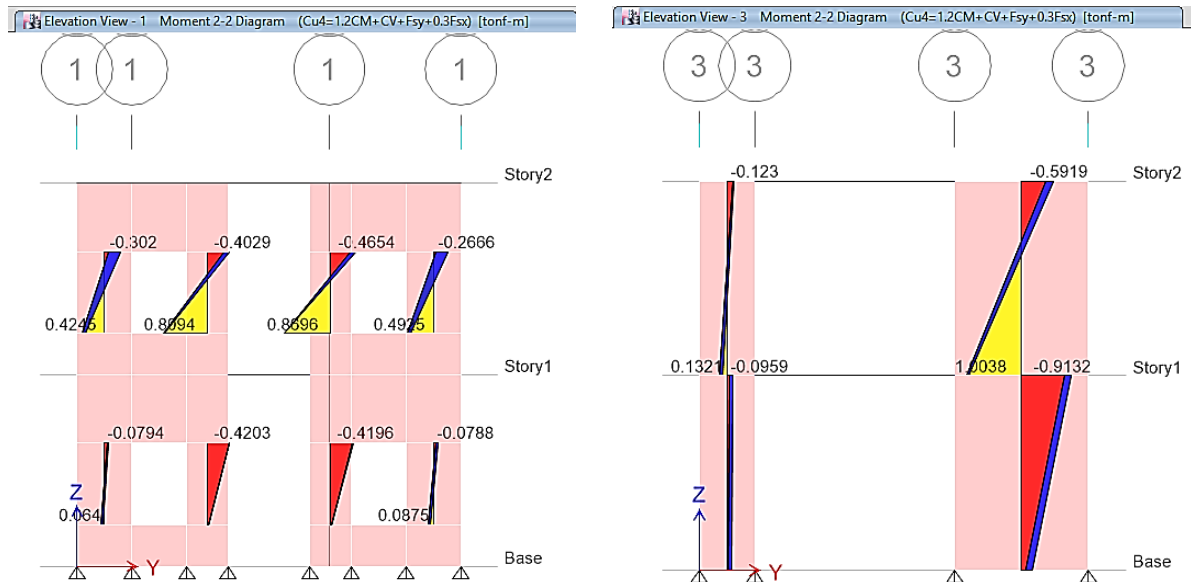 Elevation View - 1 Moment 2-2 Diagram (Cu4=1.2CM+CV+Fsy+0.3Fsx) [tonf-m]
1 1 1 1
Story2
-0.302 -0.4029 -0.4654 -0.2666
0.4245 0.8094 0.8696 0.4925
Story1
-0.0794 -0.4203 -0.4196 -0.0788
Z
0.064 0.0875
Base
Y
Elevation View - 3 Moment 2-2 Diagram (Cu4=1.2CM+CV+Fsy+0.3Fsx) [tonf-m]
3 3 3 3
-0.123 -0.5919
Story2
0.1321 -0.0959 1.0038 -0.9132
Story1
Z
Base
Y